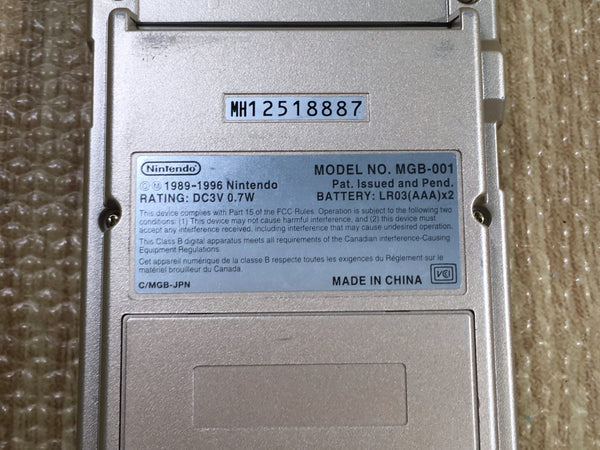 MH12518887
Nintendo
MODEL NO. MGB-001
© Ⓜ 1989-1996 Nintendo
Pat. Issued and Pend.
RATING: DC3V 0.7W
BATTERY: LR03(AAA)x2
This device complies with Part 15 of the FCC Rules. Operation is subject to the following two
conditions: (1) This device may not cause harmful interference, and (2) this device must
accept any interference received, including interference that may cause undesired operation.
This Class B digital apparatus meets all requirements of the Canadian interference-Causing
Equipment Regulations.
Cet appareil numérique de la classe B respecte toutes les exigences du Réglement sur le
matériel brouilleur du Canada.
C/MGB-JPN
MADE IN CHINA
VCI